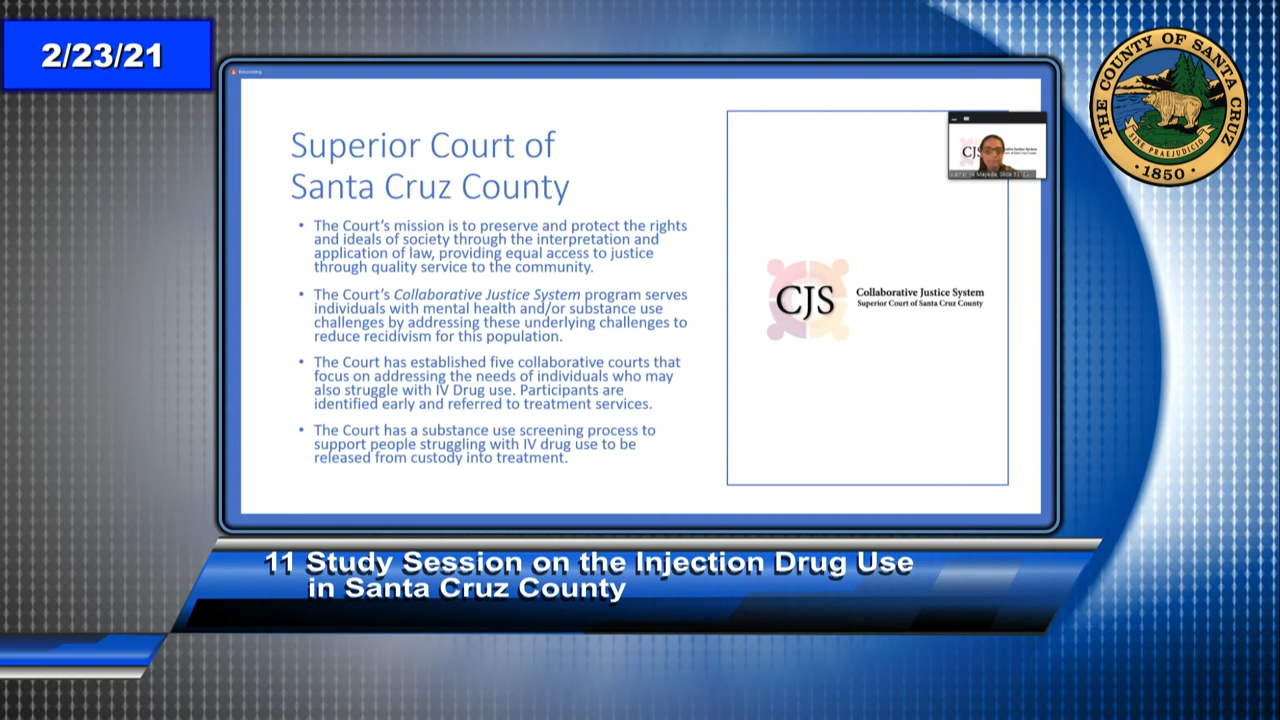 2/23/21
Recording
Superior Court of
Santa Cruz County
• The Court's mission is to preserve and protect the rights
and ideals of society through the interpretation and
application of law, providing equal access to justice
through quality service to the community.
• The Court's Collaborative Justice System program serves
individuals with mental health and/or substance use
challenges by addressing these underlying challenges to
reduce recidivism for this population.
• The Court has established five collaborative courts that
focus on addressing the needs of individuals who may
also struggle with IV Drug use. Participants are
identified early and referred to treatment services.
• The Court has a substance use screening process to
support people struggling with IV drug use to be
released from custody into treatment.
CJS
Mayeda, Slide
CJS
Collaborative Justice System
Superior Court of Santa Cruz County
THE COUNTY OF SANTA CRUZ
SINE PRAEJUDICIO
• 1850 •
11 Study Session on the Injection Drug Use
in Santa Cruz County